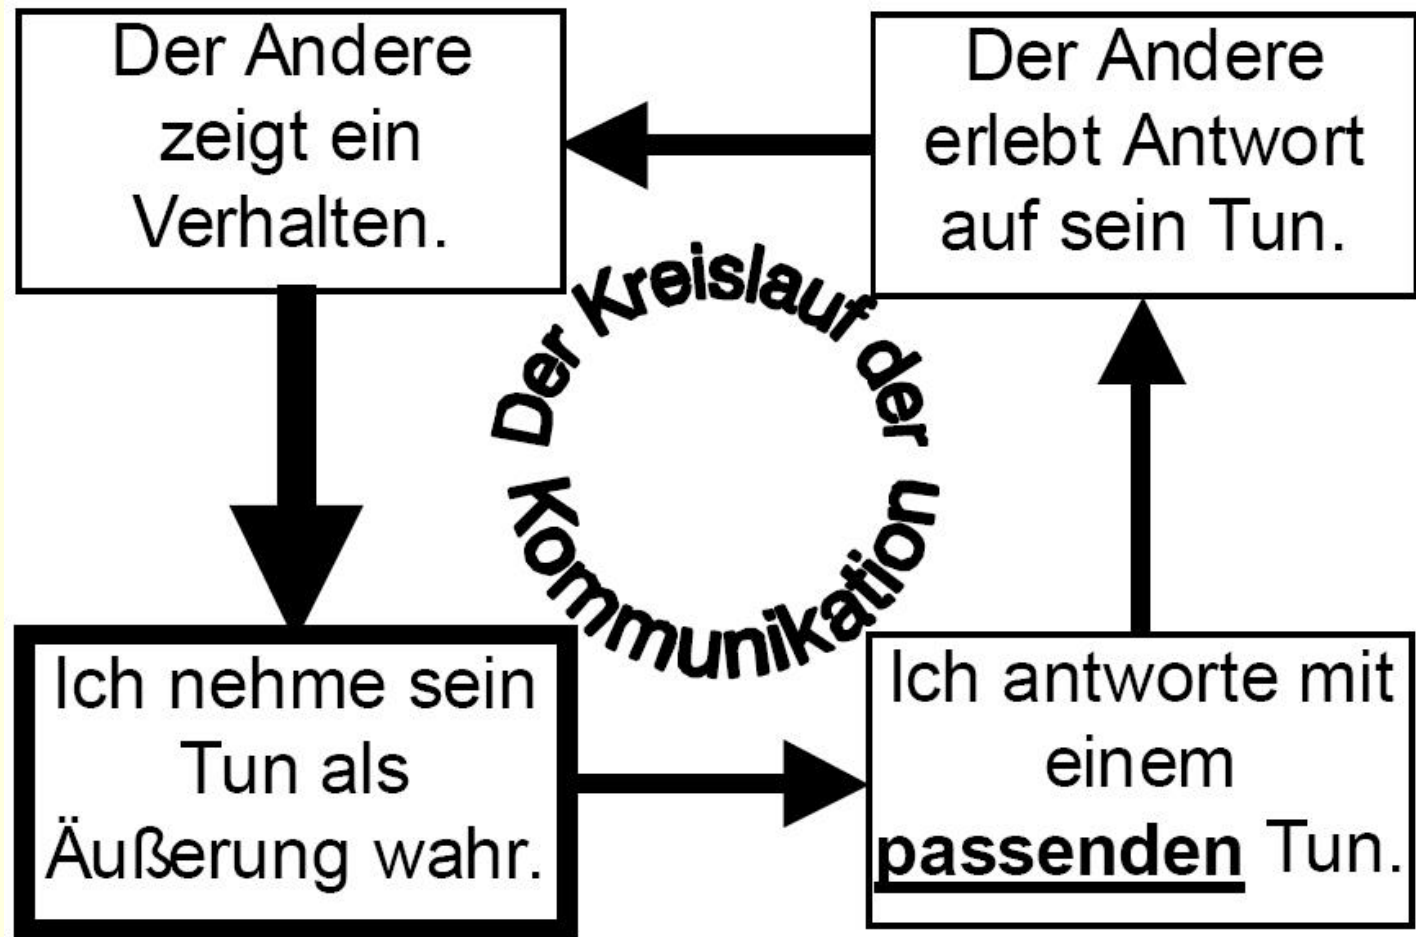 Der Andere
zeigt ein
Verhalten.
Der Andere
erlebt Antwort
auf sein Tun.
Der Kreislauf der
Kommunikation
Ich nehme sein
Tun als
Äußerung wahr.
Ich antworte mit
einem
passenden Tun.